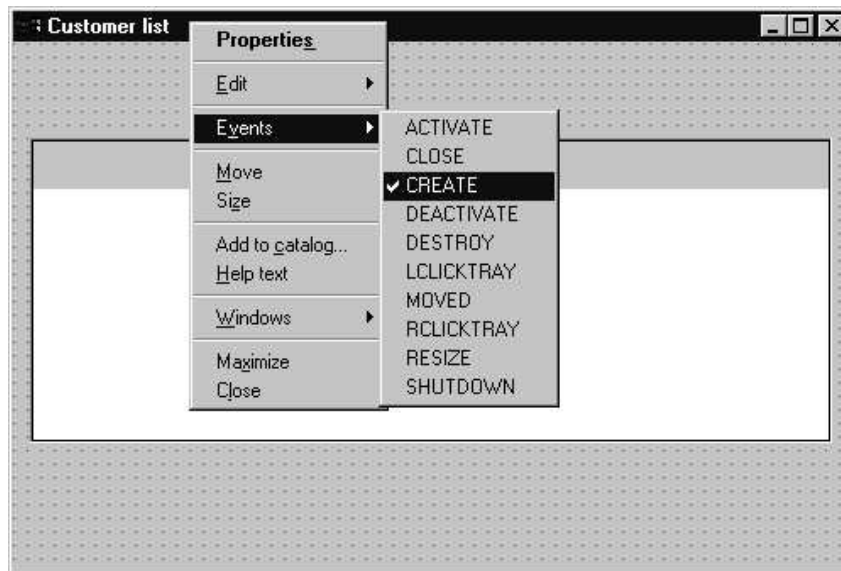 Customer list
Properties
Edit
Events
Move
Size
Add to catalog...
Help text
Windows
Maximize
Close
ACTIVATE
CLOSE
CREATE
DEACTIVATE
DESTROY
LCLICKTRAY
MOVED
RCLICKTRAY
RESIZE
SHUTDOWN